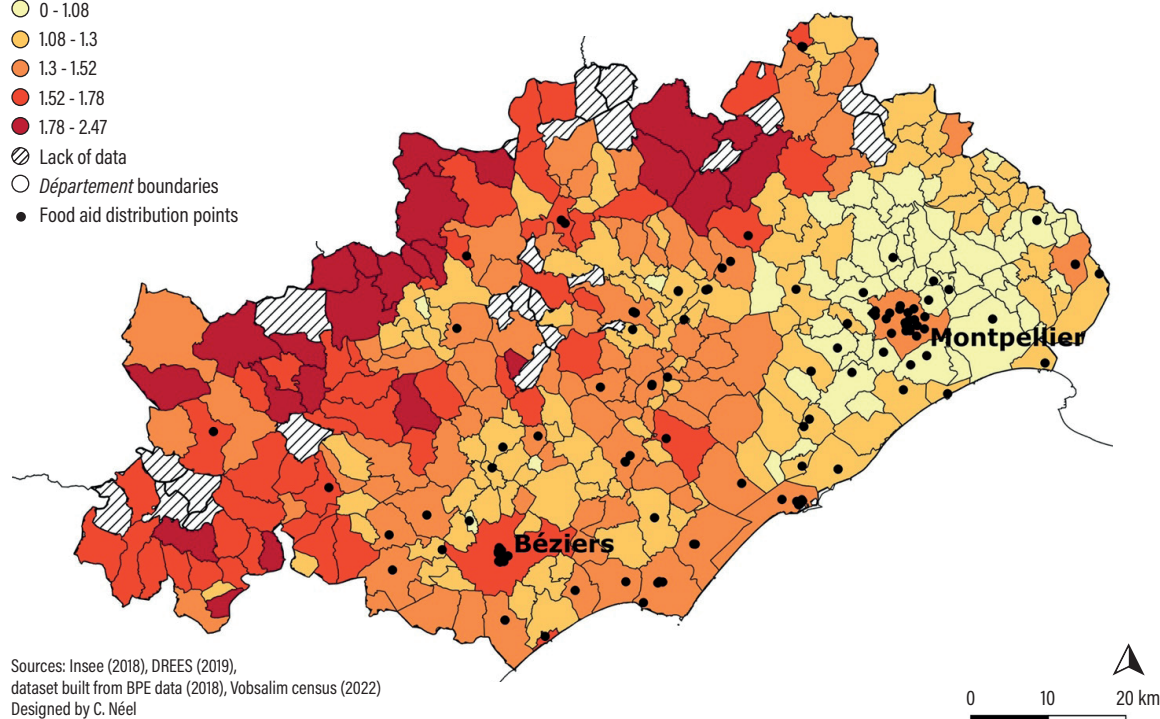 0 - 1.08
1.08 - 1.3
1.3 - 1.52
1.52 - 1.78
1.78 - 2.47
Lack of data
Département boundaries
Food aid distribution points
Montpellier
Béziers
Sources: Insee (2018), DREES (2019),
dataset built from BPE data (2018), Vobsalim census (2022)
Designed by C. Néel
0 10 20 km